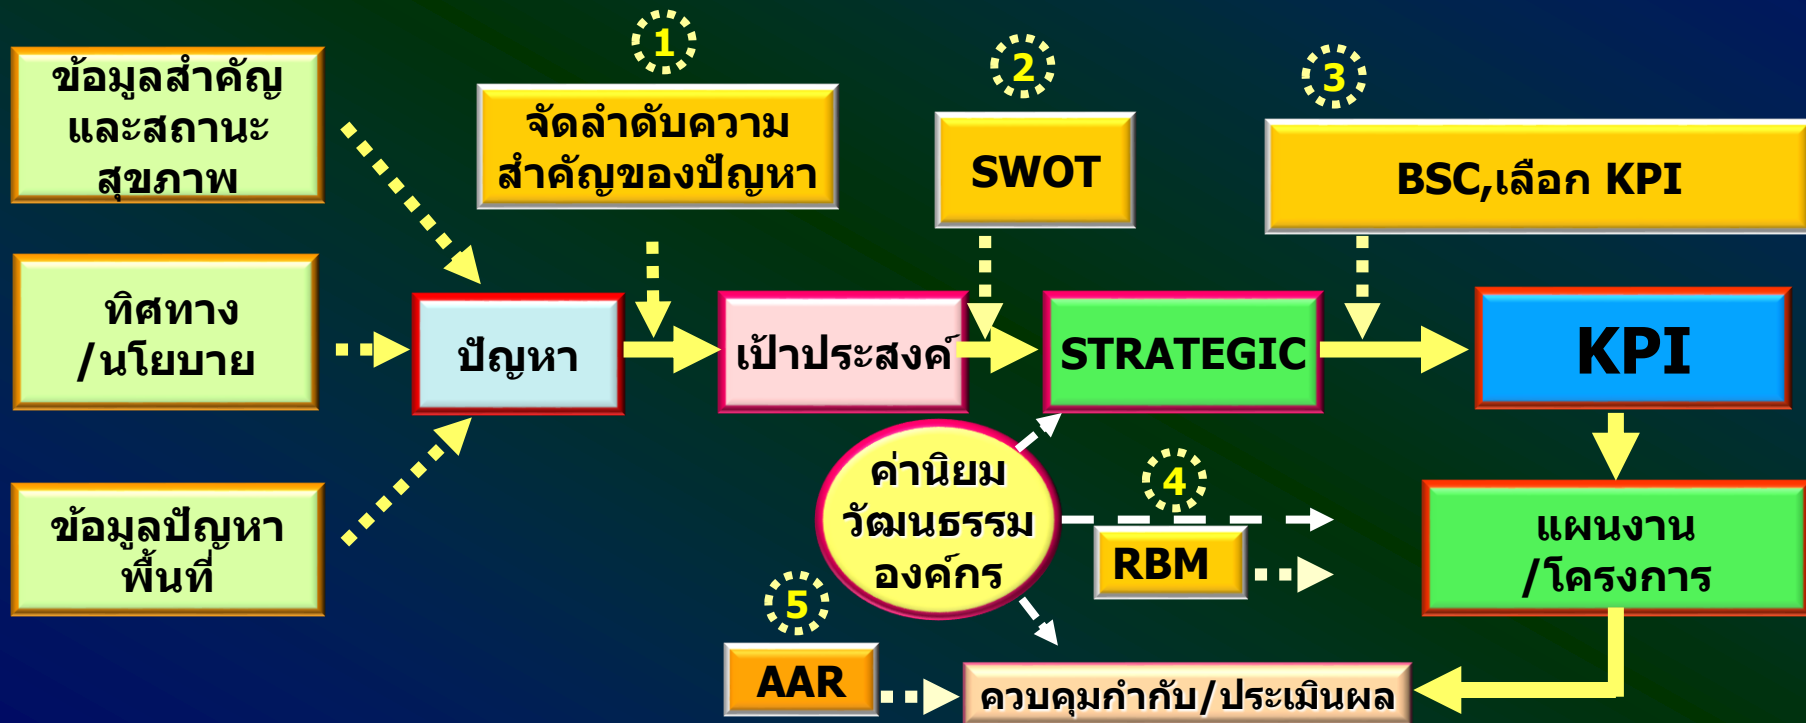 1
2
3
ข้อมูลสำคัญ
และสถานะ
สุขภาพ
จัดลำดับความ
สำคัญของปัญหา
SWOT
BSC,เลือก KPI
ทิศทาง
/นโยบาย
ปัญหา
เป้าประสงค์
STRATEGIC
KPI
ข้อมูลปัญหา
พื้นที่
ค่านิยม
วัฒนธรรม
องค์กร
4
RBM
แผนงาน
/โครงการ
5
AAR
ควบคุมกำกับ/ประเมินผล